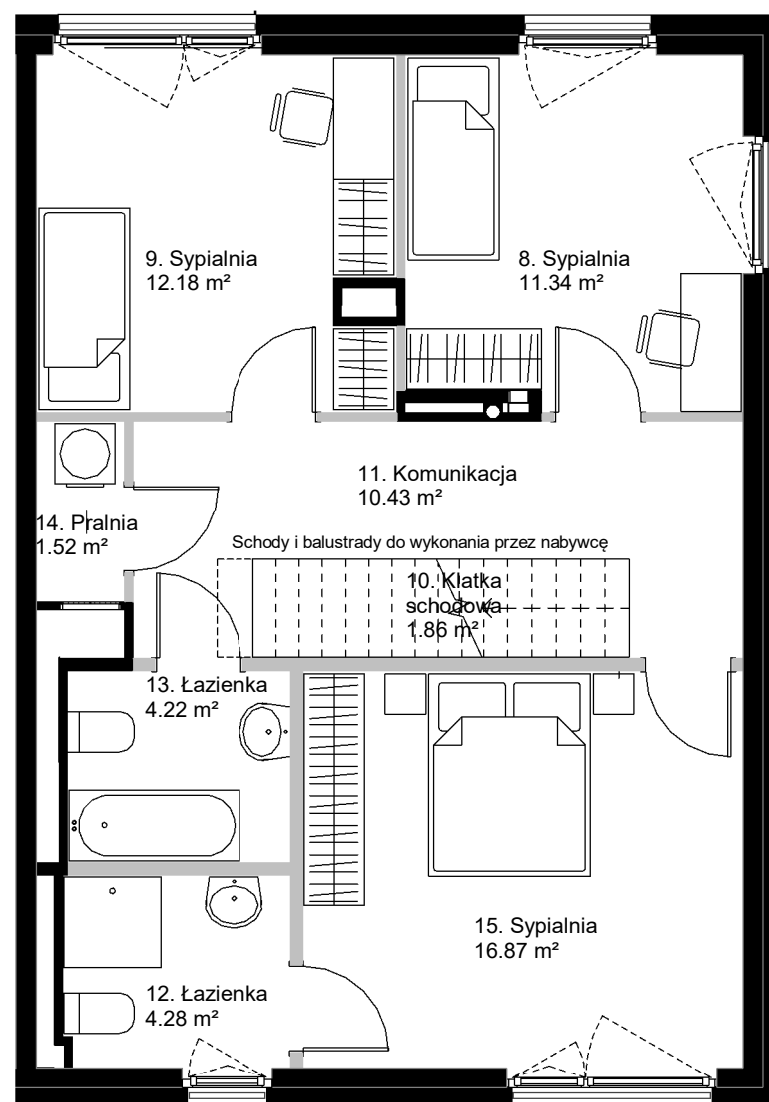 9. Sypialnia
12.18 m²
8. Sypialnia
11.34 m²
11. Komunikacja
10.43 m²
14. Pralnia
1.52 m²
Schody i balustrady do wykonania przez nabywcę
10. Klatka
schodowa
1.86 m²
13. Łazienka
4.22 m²
15. Sypialnia
16.87 m²
12. Łazienka
4.28 m²